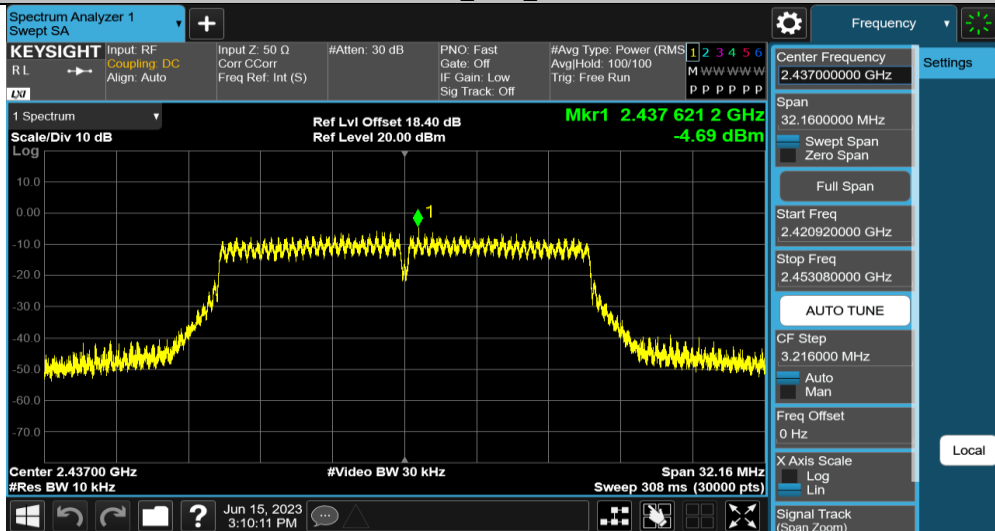 Spectrum Analyzer 1
Swept SA
+
Frequency
KEYSIGHT
R L
LXI
Input: RF
Coupling: DC
Align: Auto
Input Z: 50 Ω
Corr CCorr
Freq Ref: Int (S)
#Atten: 30 dB
PNO: Fast
Gate: Off
IF Gain: Low
Sig Track: Off
#Avg Type: Power (RMS
Avg|Hold: 100/100
Trig: Free Run
1 2 3 4 5 6
M W W W W W
P P P P P P
1 Spectrum
Scale/Div 10 dB
Log
Ref Lvl Offset 18.40 dB
Ref Level 20.00 dBm
Mkr1 2.437 621 2 GHz
-4.69 dBm
10.0
0.00
-10.0
-20.0
-30.0
-40.0
-50.0
-60.0
-70.0
1
Center 2.43700 GHz
#Res BW 10 kHz
#Video BW 30 kHz
Span 32.16 MHz
Sweep 308 ms (30000 pts)
Center Frequency
2.437000000 GHz
Span
32.1600000 MHz
Swept Span
Zero Span
Full Span
Start Freq
2.420920000 GHz
Stop Freq
2.453080000 GHz
AUTO TUNE
CF Step
3.216000 MHz
Auto
Man
Freq Offset
0 Hz
X Axis Scale
Log
Lin
Signal Track
(Span Zoom)
Settings
Local
?
Jun 15, 2023
3:10:11 PM